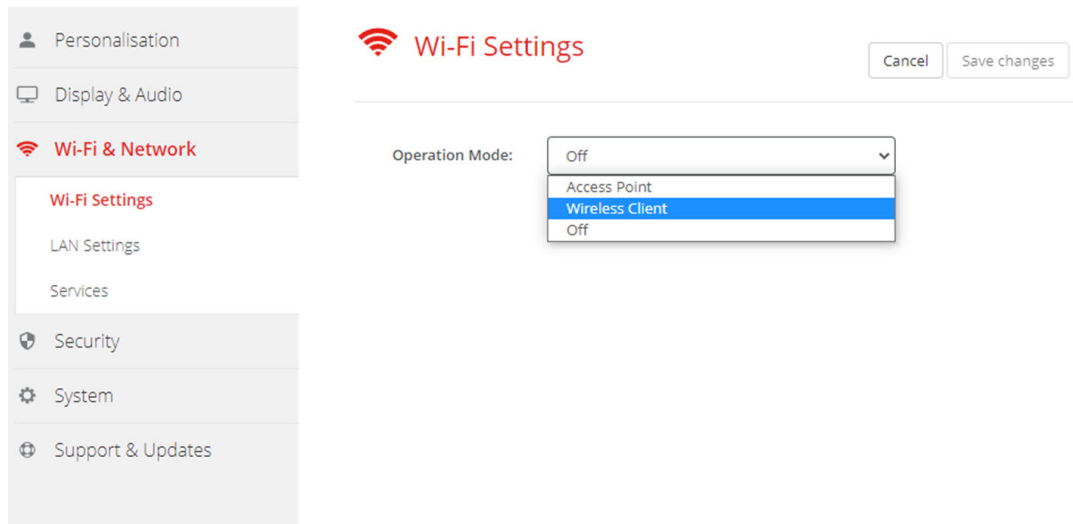 Personalisation
Display & Audio
Wi-Fi & Network
Wi-Fi Settings
LAN Settings
Services
Security
System
Support & Updates
Wi-Fi Settings
Cancel
Save changes
Operation Mode:
Off
Access Point
Wireless Client
Off